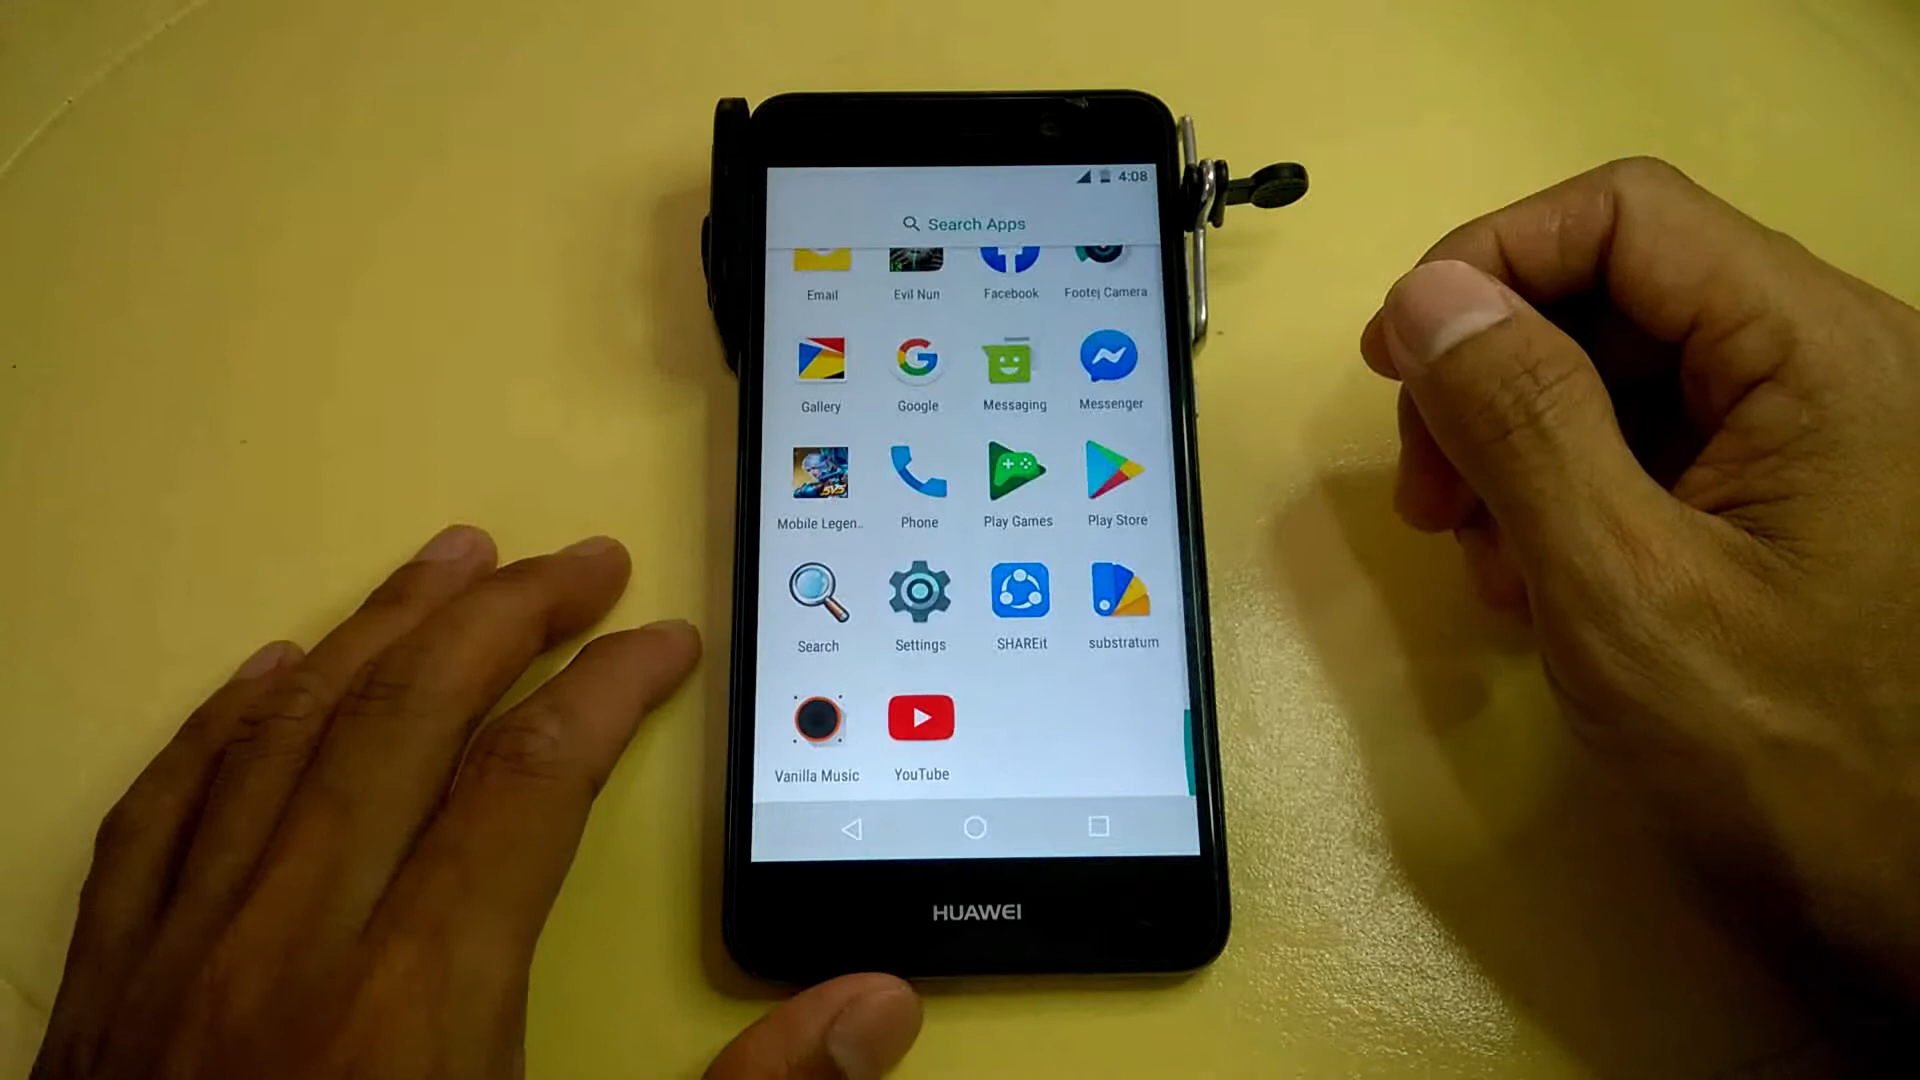 4:08
Search Apps
Email Evil Nun Facebook Footej Camera
Gallery Google Messaging Messenger
Mobile Legen.. Phone Play Games Play Store
Search Settings SHAREit substratum
Vanilla Music YouTube
HUAWEI